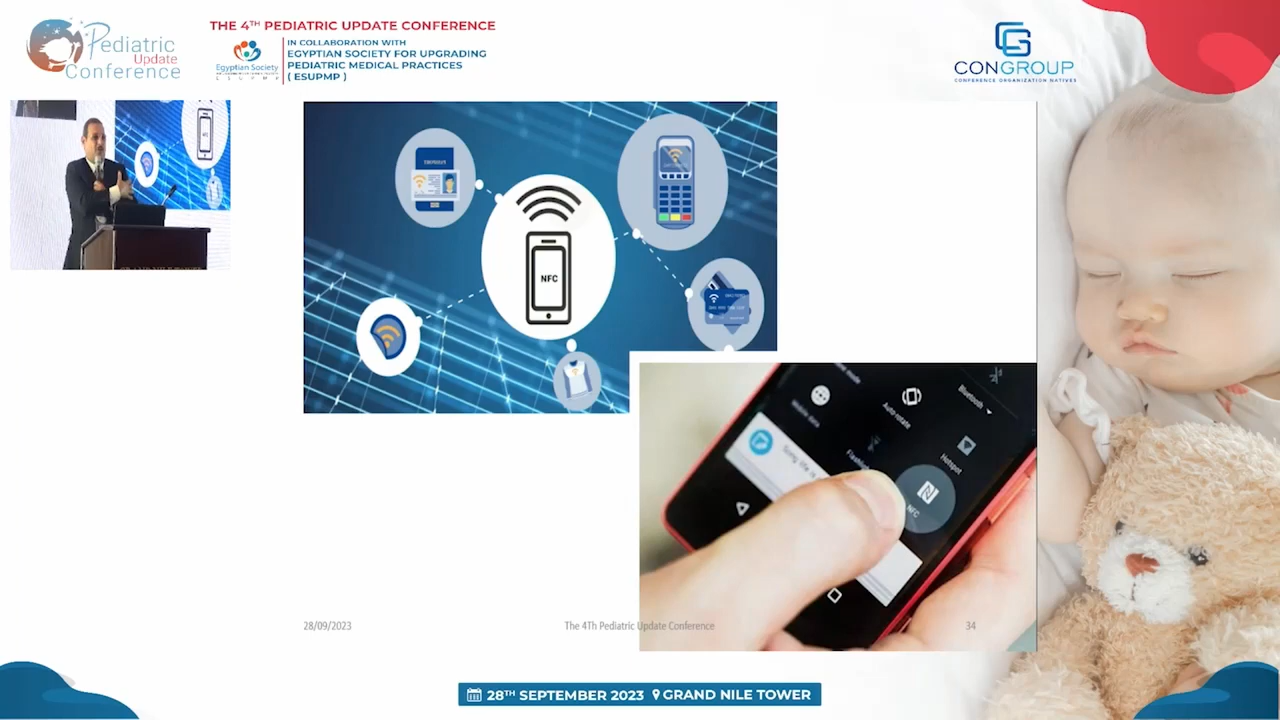 Pediatric
Update
Conference
THE 4TH PEDIATRIC UPDATE CONFERENCE
Egyptian Society
E S U P M P
IN COLLABORATION WITH
EGYPTIAN SOCIETY FOR UPGRADING
PEDIATRIC MEDICAL PRACTICES
( ESUPMP )
CONGROUP
CONFERENCE ORGANIZATION NATIVES
NFC
Mobile data
Auto rotate
Bluetooth
Hotspot
NFC
28/09/2023
The 4Th Pediatric Update Conference
34
28TH SEPTEMBER 2023 GRAND NILE TOWER